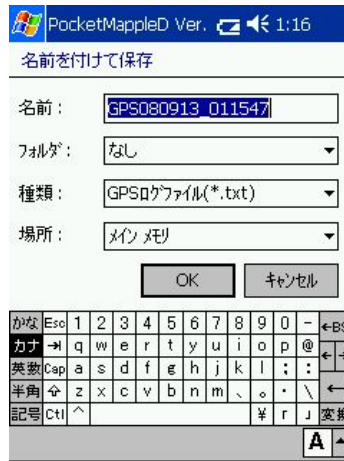 PocketMappleD Ver. 1:16
名前を付けて保存
名前： GPS080913_011547
ﾌｫﾙﾀﾞ： なし
種類： GPSﾛｸﾞﾌｧｲﾙ(*.txt)
場所： ﾒｲﾝ ﾒﾓﾘ
OK ｷｬﾝｾﾙ
かな Esc 1 2 3 4 5 6 7 8 9 0 - ←BS
カナ →| q w e r t y u i o p @ ←
英数 Cap a s d f g h j k l ; :
半角 z x c v b n m 、 。 ・ \ ←
記号 Ctl ^ ¥ ｢ ｣ 変換
A